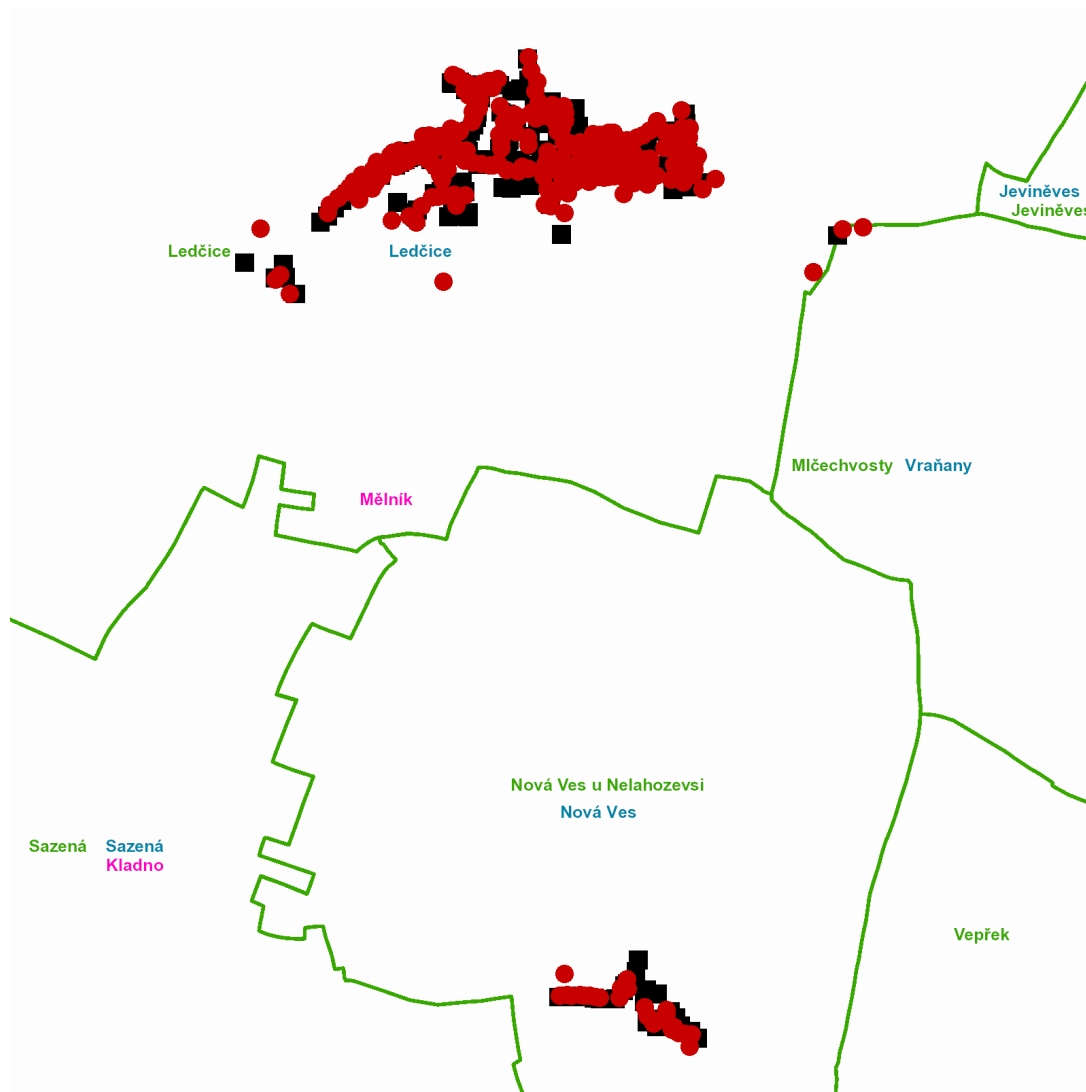 Jeviněves
Jeviněves
Ledčice
Ledčice
Mlčechvosty Vraňany
Mělník
Nová Ves u Nelahozevsi
Nová Ves
Sazená Sazená
Kladno
Vepřek